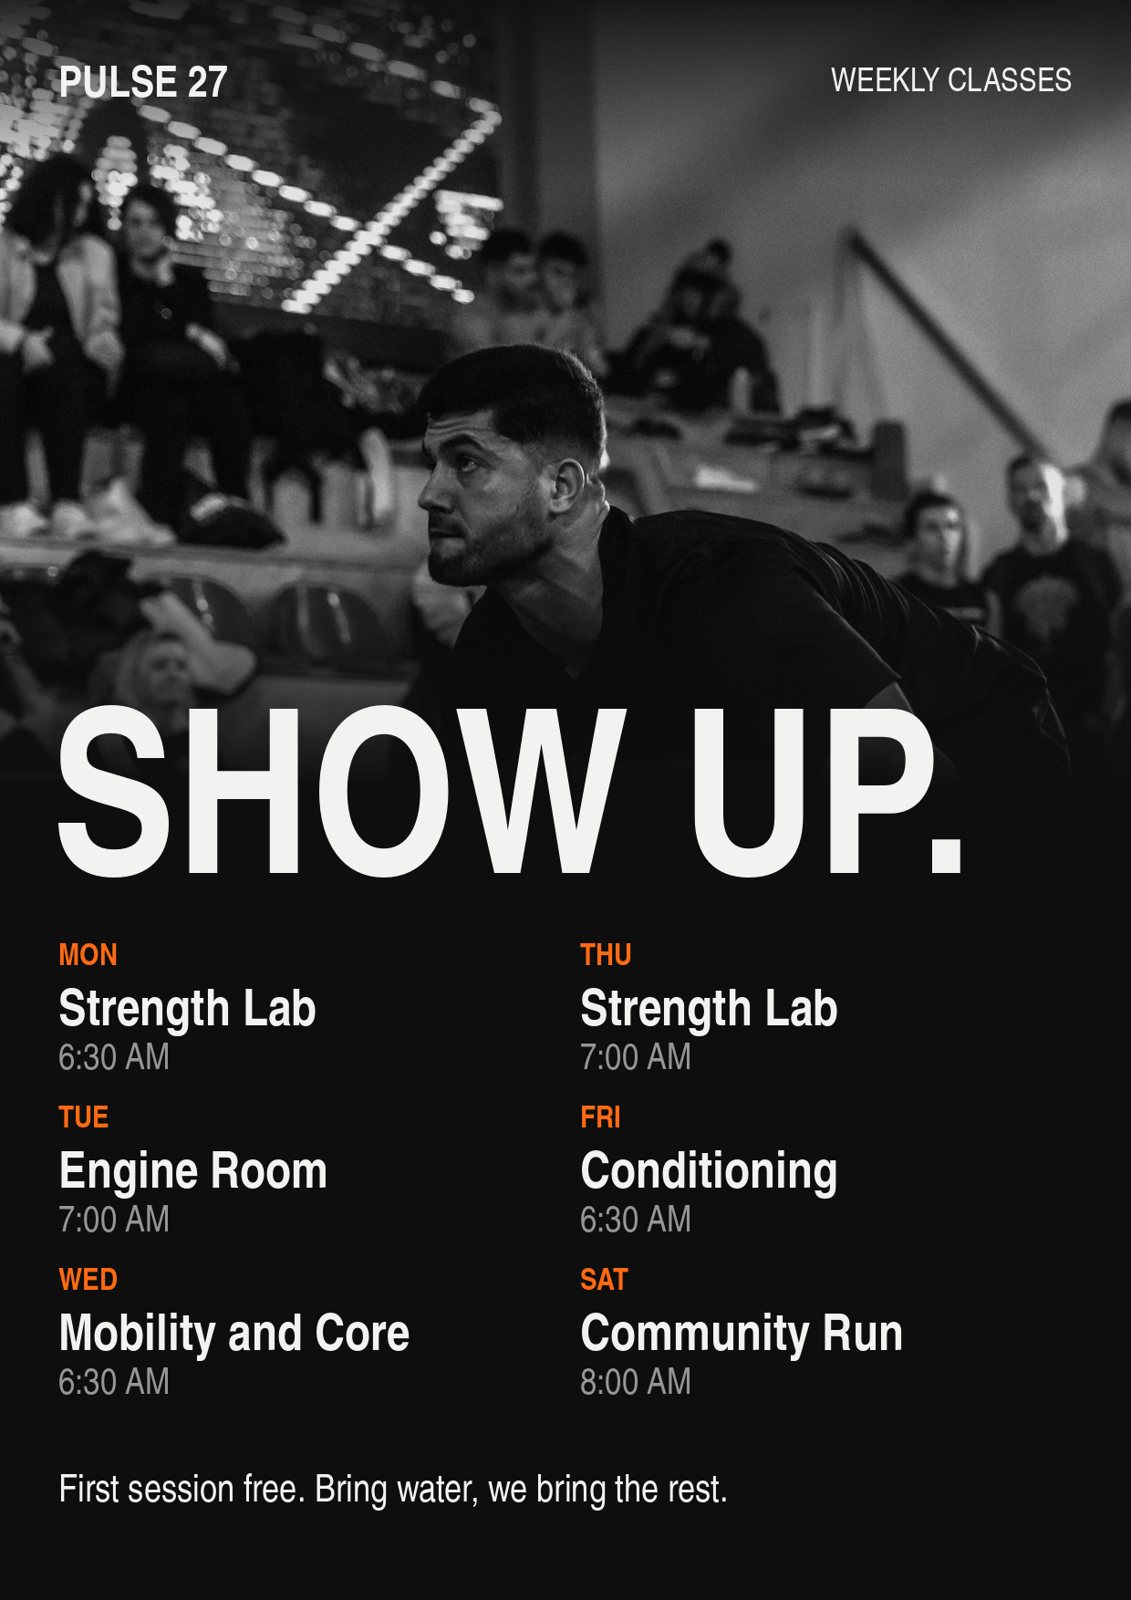 PULSE 27
WEEKLY CLASSES
SHOW UP.
MON
Strength Lab
6:30 AM
TUE
Engine Room
7:00 AM
WED
Mobility and Core
6:30 AM
THU
Strength Lab
7:00 AM
FRI
Conditioning
6:30 AM
SAT
Community Run
8:00 AM
First session free. Bring water, we bring the rest.